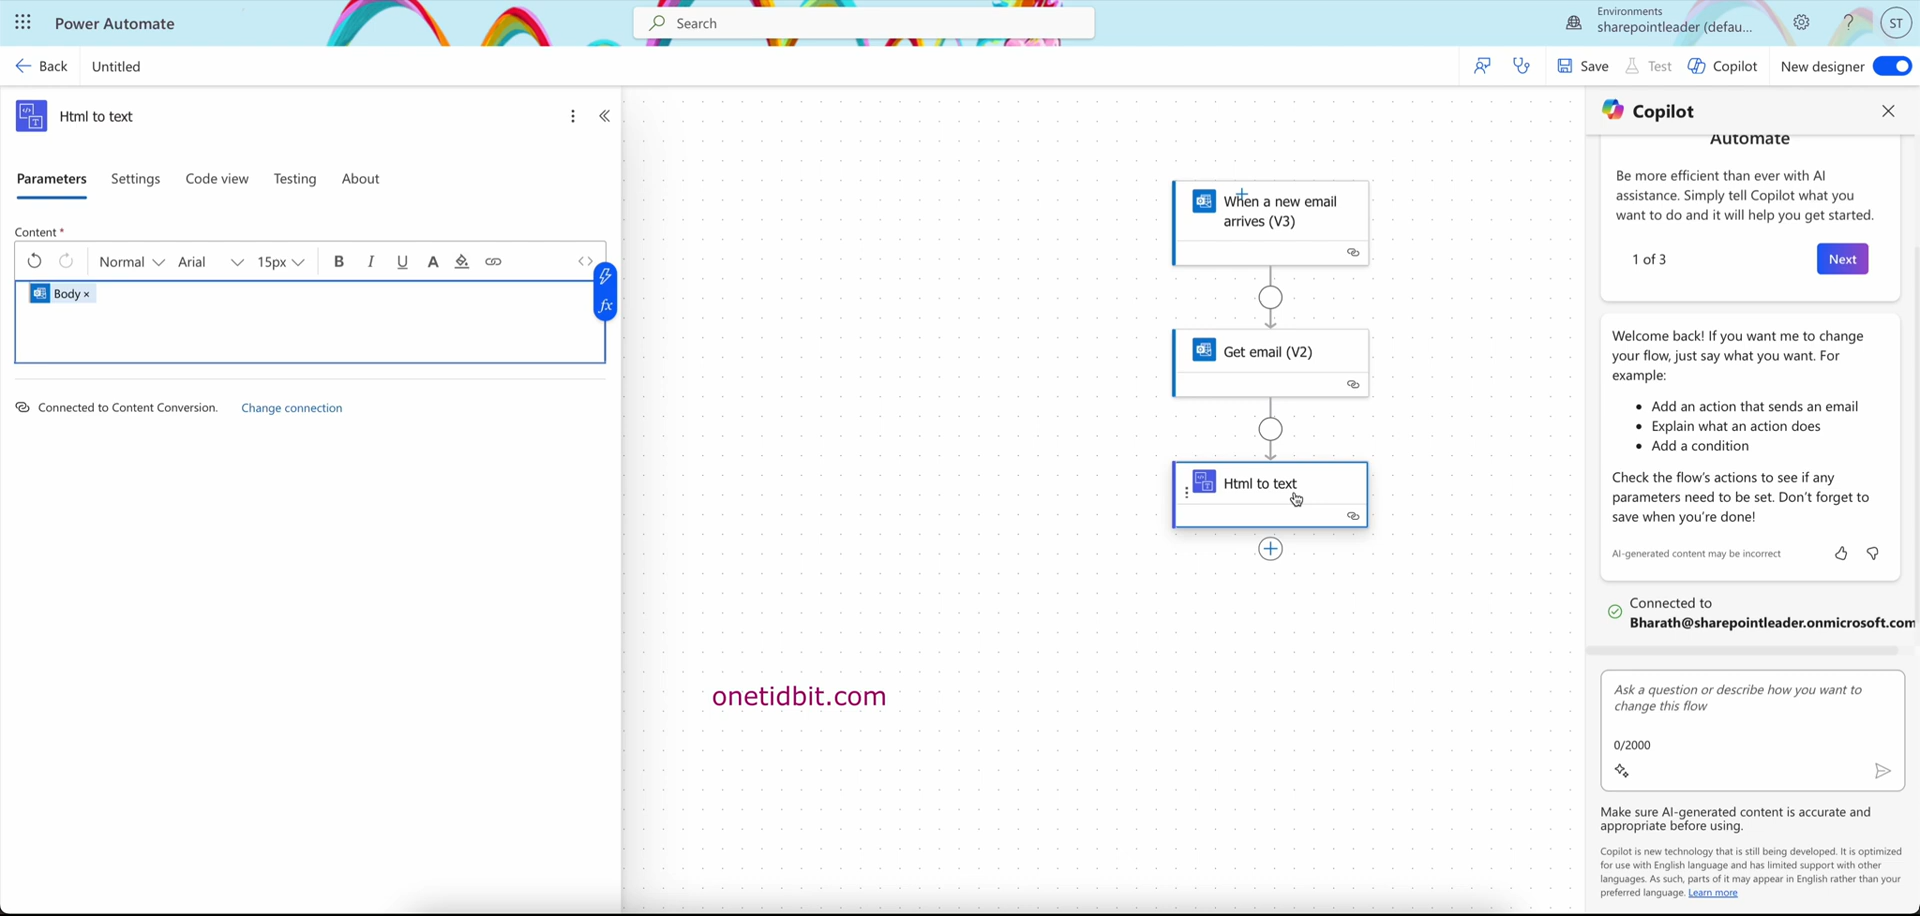 Power Automate
Search
Environments
sharepointleader (defau...
?
ST
Back
Untitled
Save
Test
Copilot
New designer
Html to text
Parameters
Settings
Code view
Testing
About
Content *
Normal
Arial
15px
B
I
U
A
Body ×
fx
Connected to Content Conversion.
Change connection
When a new email
arrives (V3)
Get email (V2)
Html to text
onetidbit.com
Copilot
Automate
Be more efficient than ever with AI
assistance. Simply tell Copilot what you
want to do and it will help you get started.
1 of 3
Next
Welcome back! If you want me to change
your flow, just say what you want. For
example:
• Add an action that sends an email
• Explain what an action does
• Add a condition
Check the flow's actions to see if any
parameters need to be set. Don't forget to
save when you're done!
AI-generated content may be incorrect
Connected to
Bharath@sharepointleader.onmicrosoft.com
Ask a question or describe how you want to
change this flow
0/2000
Make sure AI-generated content is accurate and
appropriate before using.
Copilot is new technology that is still being developed. It is optimized
for use with English language and has limited support with other
languages. As such, parts of it may appear in English rather than your
preferred language. Learn more